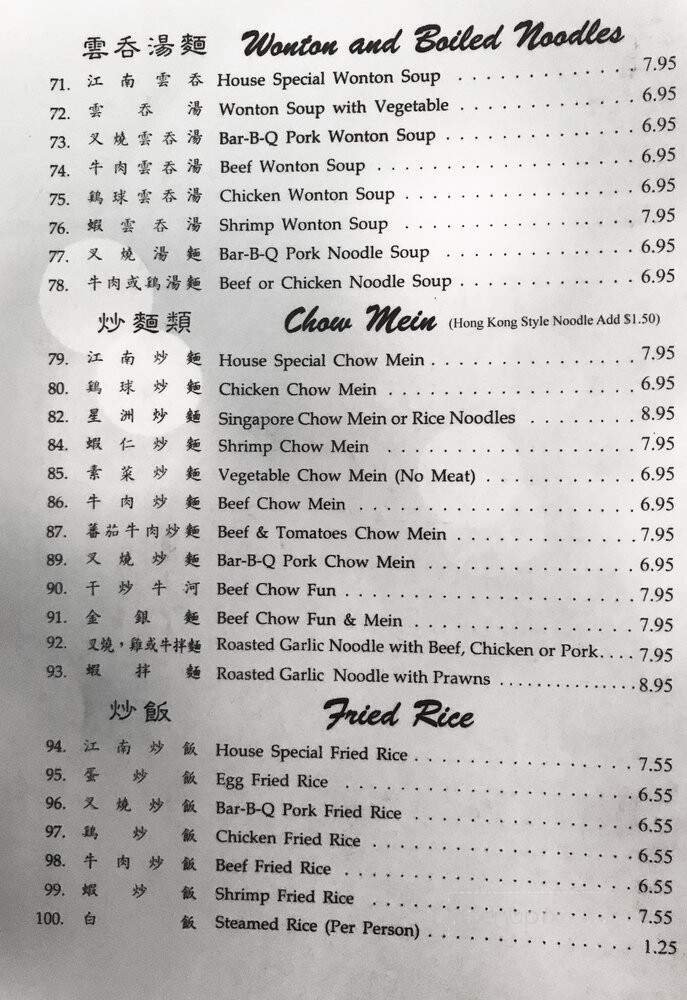 雲吞湯麵 Wonton and Boiled Noodles
71. 江南雲吞 House Special Wonton Soup . . . . . . . . . . . . . . . 7.95
72. 雲吞湯 Wonton Soup with Vegetable . . . . . . . . . . . . . . 6.95
73. 叉燒雲吞湯 Bar-B-Q Pork Wonton Soup . . . . . . . . . . . . . . . 6.95
74. 牛肉雲吞湯 Beef Wonton Soup . . . . . . . . . . . . . . . . . . . 6.95
75. 鷄球雲吞湯 Chicken Wonton Soup . . . . . . . . . . . . . . . . . 6.95
76. 蝦雲吞湯 Shrimp Wonton Soup . . . . . . . . . . . . . . . . . 7.95
77. 叉燒湯麵 Bar-B-Q Pork Noodle Soup . . . . . . . . . . . . . . . 6.95
78. 牛肉或鷄湯麵 Beef or Chicken Noodle Soup . . . . . . . . . . . . . . 6.95
炒麵類 Chow Mein (Hong Kong Style Noodle Add $1.50)
79. 江南炒麵 House Special Chow Mein . . . . . . . . . . . . . . . 7.95
80. 鷄球炒麵 Chicken Chow Mein . . . . . . . . . . . . . . . . . . . 6.95
82. 星洲炒麵 Singapore Chow Mein or Rice Noodles . . . . . . . . 8.95
84. 蝦仁炒麵 Shrimp Chow Mein . . . . . . . . . . . . . . . . . . 7.95
85. 素菜炒麵 Vegetable Chow Mein (No Meat) . . . . . . . . . . . 6.95
86. 牛肉炒麵 Beef Chow Mein . . . . . . . . . . . . . . . . . . . . 6.95
87. 蕃茄牛肉炒麵 Beef & Tomatoes Chow Mein . . . . . . . . . . . . . 7.95
89. 叉燒炒麵 Bar-B-Q Pork Chow Mein . . . . . . . . . . . . . . . . 6.95
90. 干炒牛河 Beef Chow Fun . . . . . . . . . . . . . . . . . . . . . 7.95
91. 金銀麵 Beef Chow Fun & Mein . . . . . . . . . . . . . . . . . 7.95
92. 叉燒，雞或牛拌麵 Roasted Garlic Noodle with Beef, Chicken or Pork. . . . 7.95
93. 蝦拌麵 Roasted Garlic Noodle with Prawns . . . . . . . . . . . . . . 8.95
炒飯 Fried Rice
94. 江南炒飯 House Special Fried Rice . . . . . . . . . . . . . . . . 7.55
95. 蛋炒飯 Egg Fried Rice . . . . . . . . . . . . . . . . . . . . . 6.55
96. 叉燒炒飯 Bar-B-Q Pork Fried Rice . . . . . . . . . . . . . . . . 6.55
97. 鷄炒飯 Chicken Fried Rice . . . . . . . . . . . . . . . . . . . 6.55
98. 牛肉炒飯 Beef Fried Rice . . . . . . . . . . . . . . . . . . . . . 6.55
99. 蝦炒飯 Shrimp Fried Rice . . . . . . . . . . . . . . . . . . . 7.55
100. 白飯 Steamed Rice (Per Person) . . . . . . . . . . . . . . . 1.25